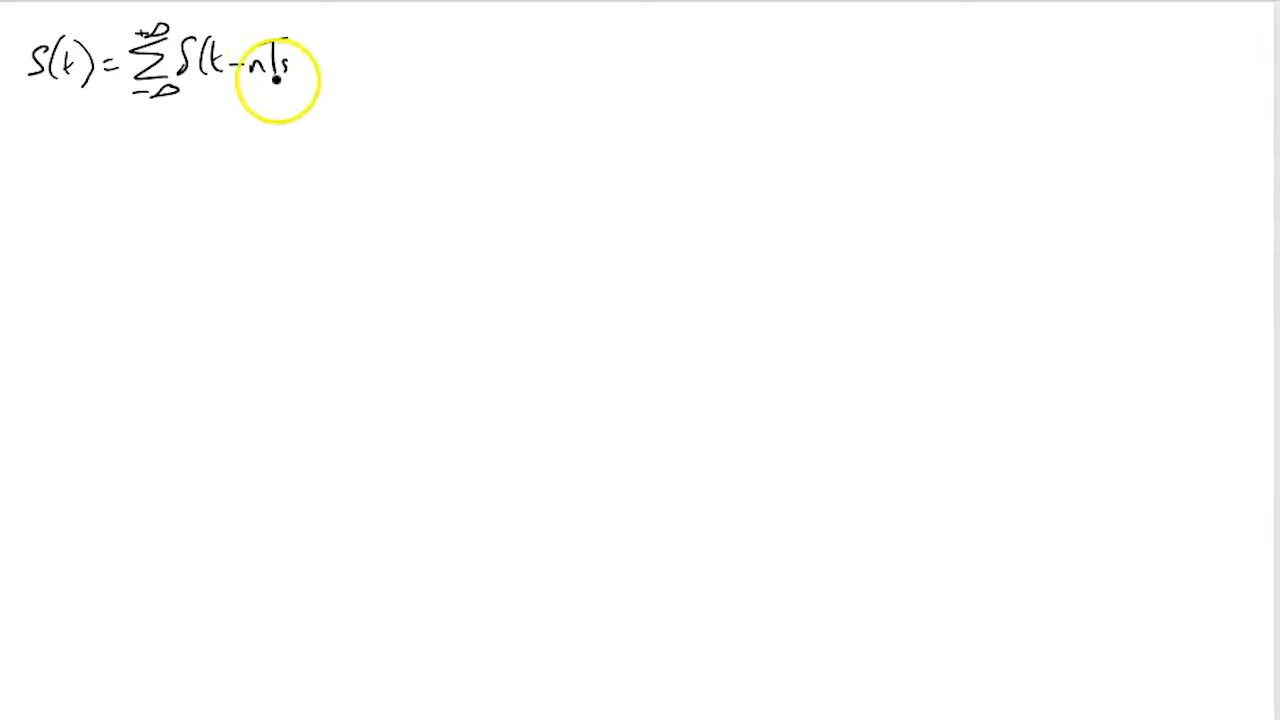 S(t) = +∞ ∑ -∞ δ(t - nTs